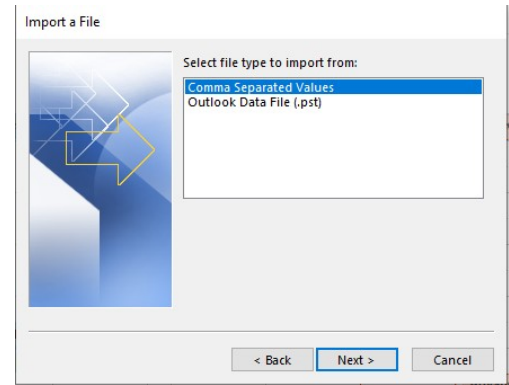 Import a File
Select file type to import from:
Comma Separated Values
Outlook Data File (.pst)
< Back
Next >
Cancel